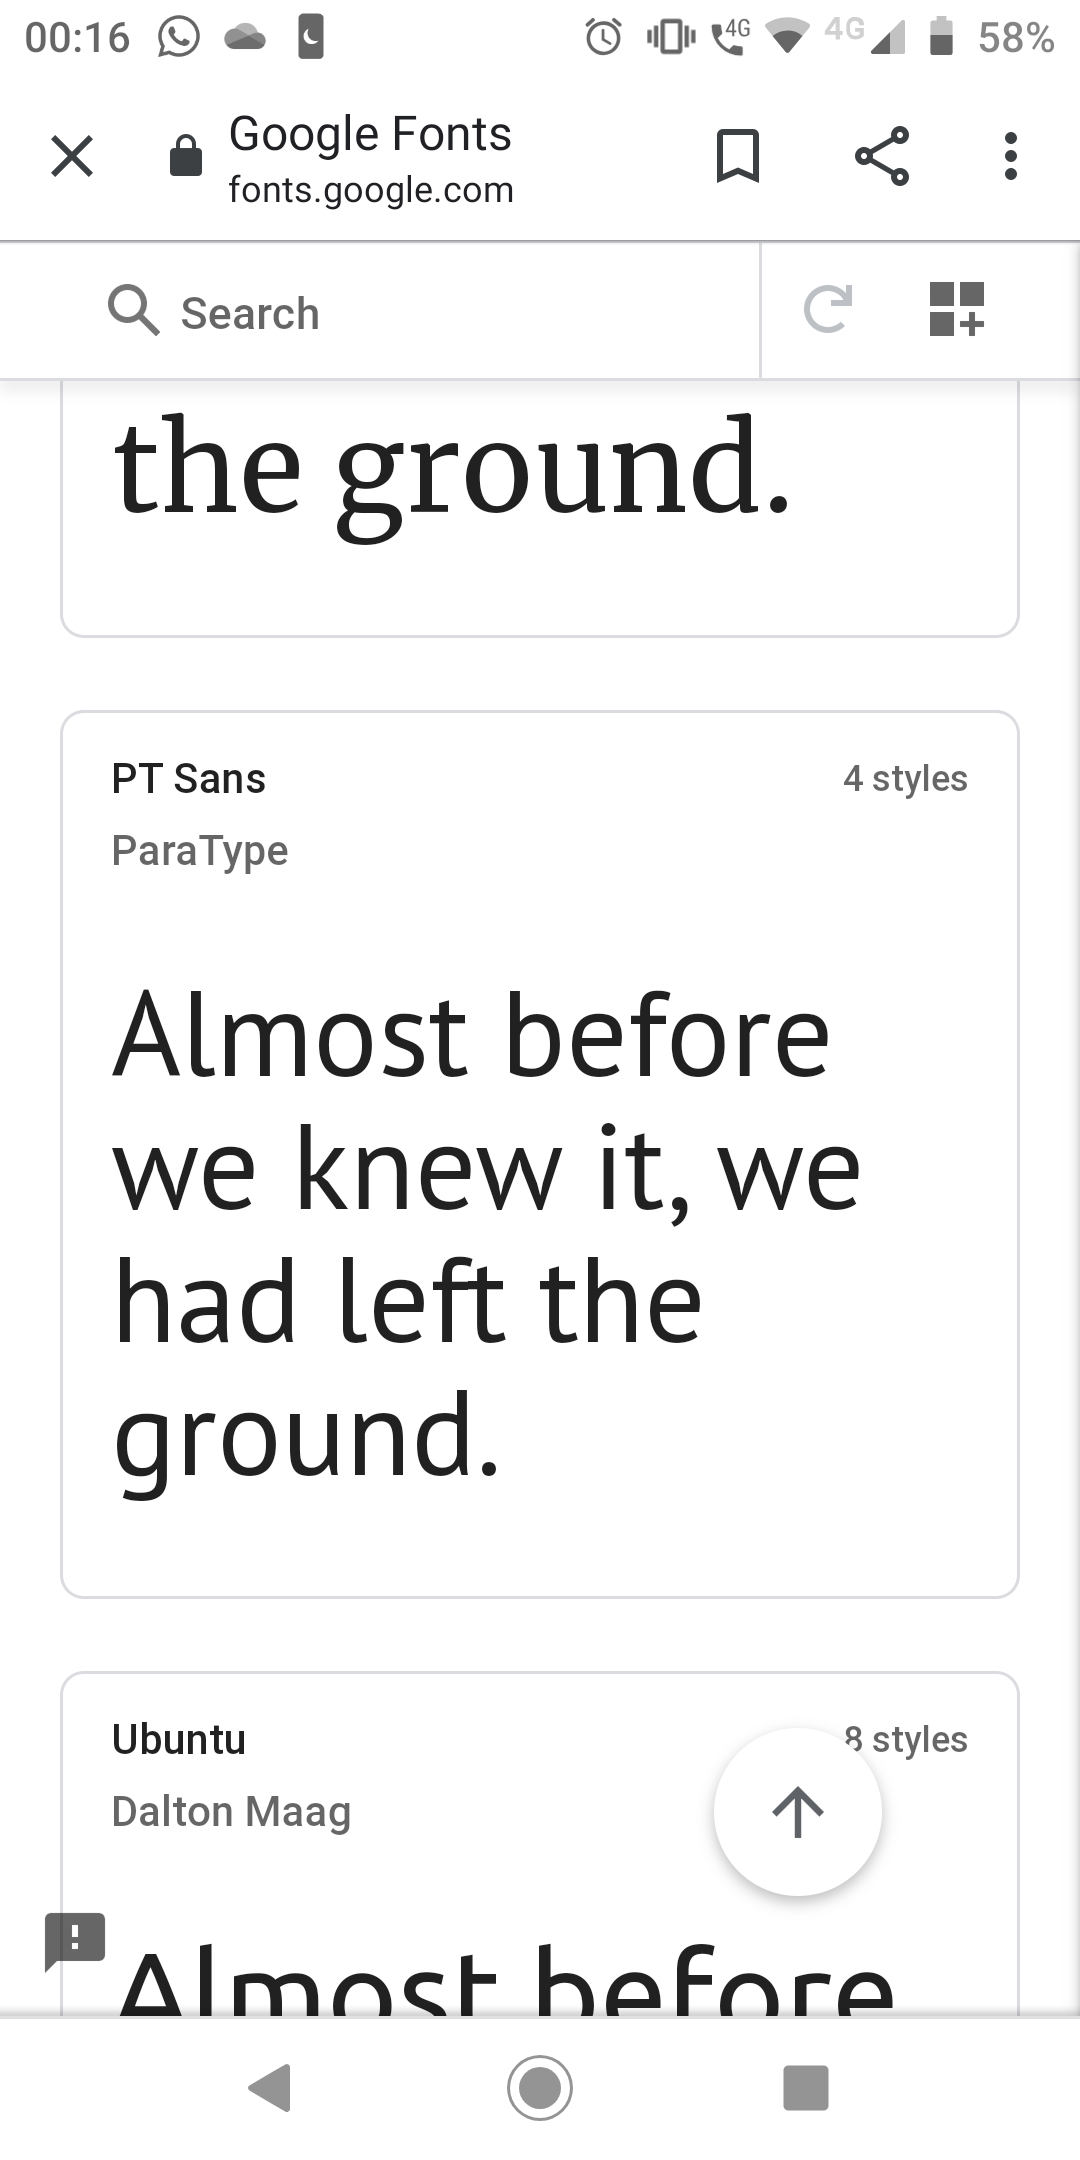 00:16
4G
4G
58%
Google Fonts
fonts.google.com
Search
the ground.
PT Sans
4 styles
ParaType
Almost before
we knew it, we
had left the
ground.
Ubuntu
8 styles
Dalton Maag
Almost before